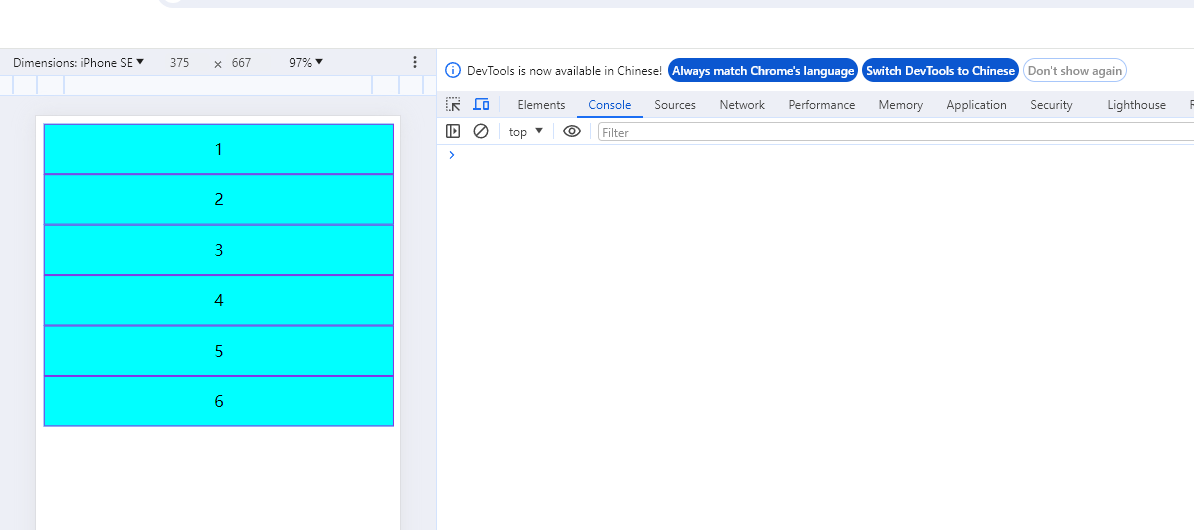 Dimensions: iPhone SE 375 × 667 97%
DevTools is now available in Chinese! Always match Chrome's language Switch DevTools to Chinese Don't show again
Elements Console Sources Network Performance Memory Application Security Lighthouse
top Filter
1
2
3
4
5
6